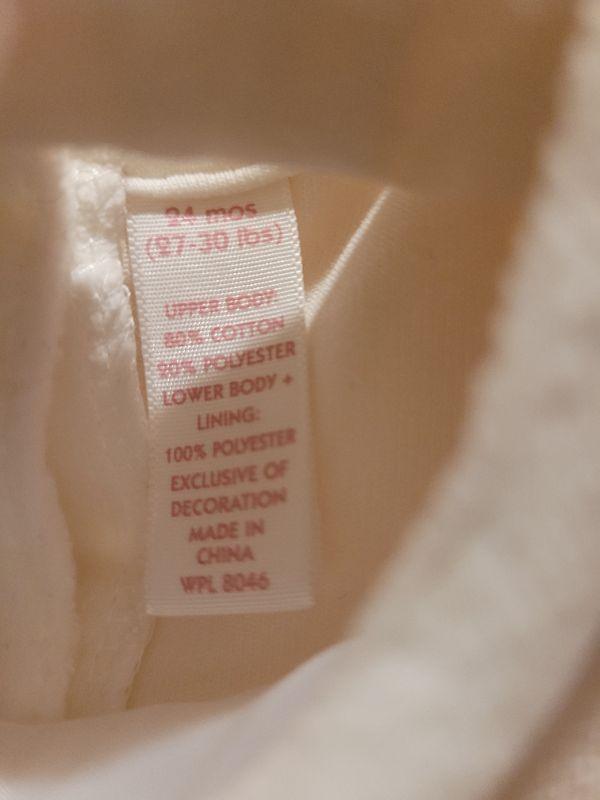 24 mos
(27-30 lbs)
UPPER BODY:
80% COTTON
20% POLYESTER
LOWER BODY +
LINING:
100% POLYESTER
EXCLUSIVE OF
DECORATION
MADE IN
CHINA
WPL 8046